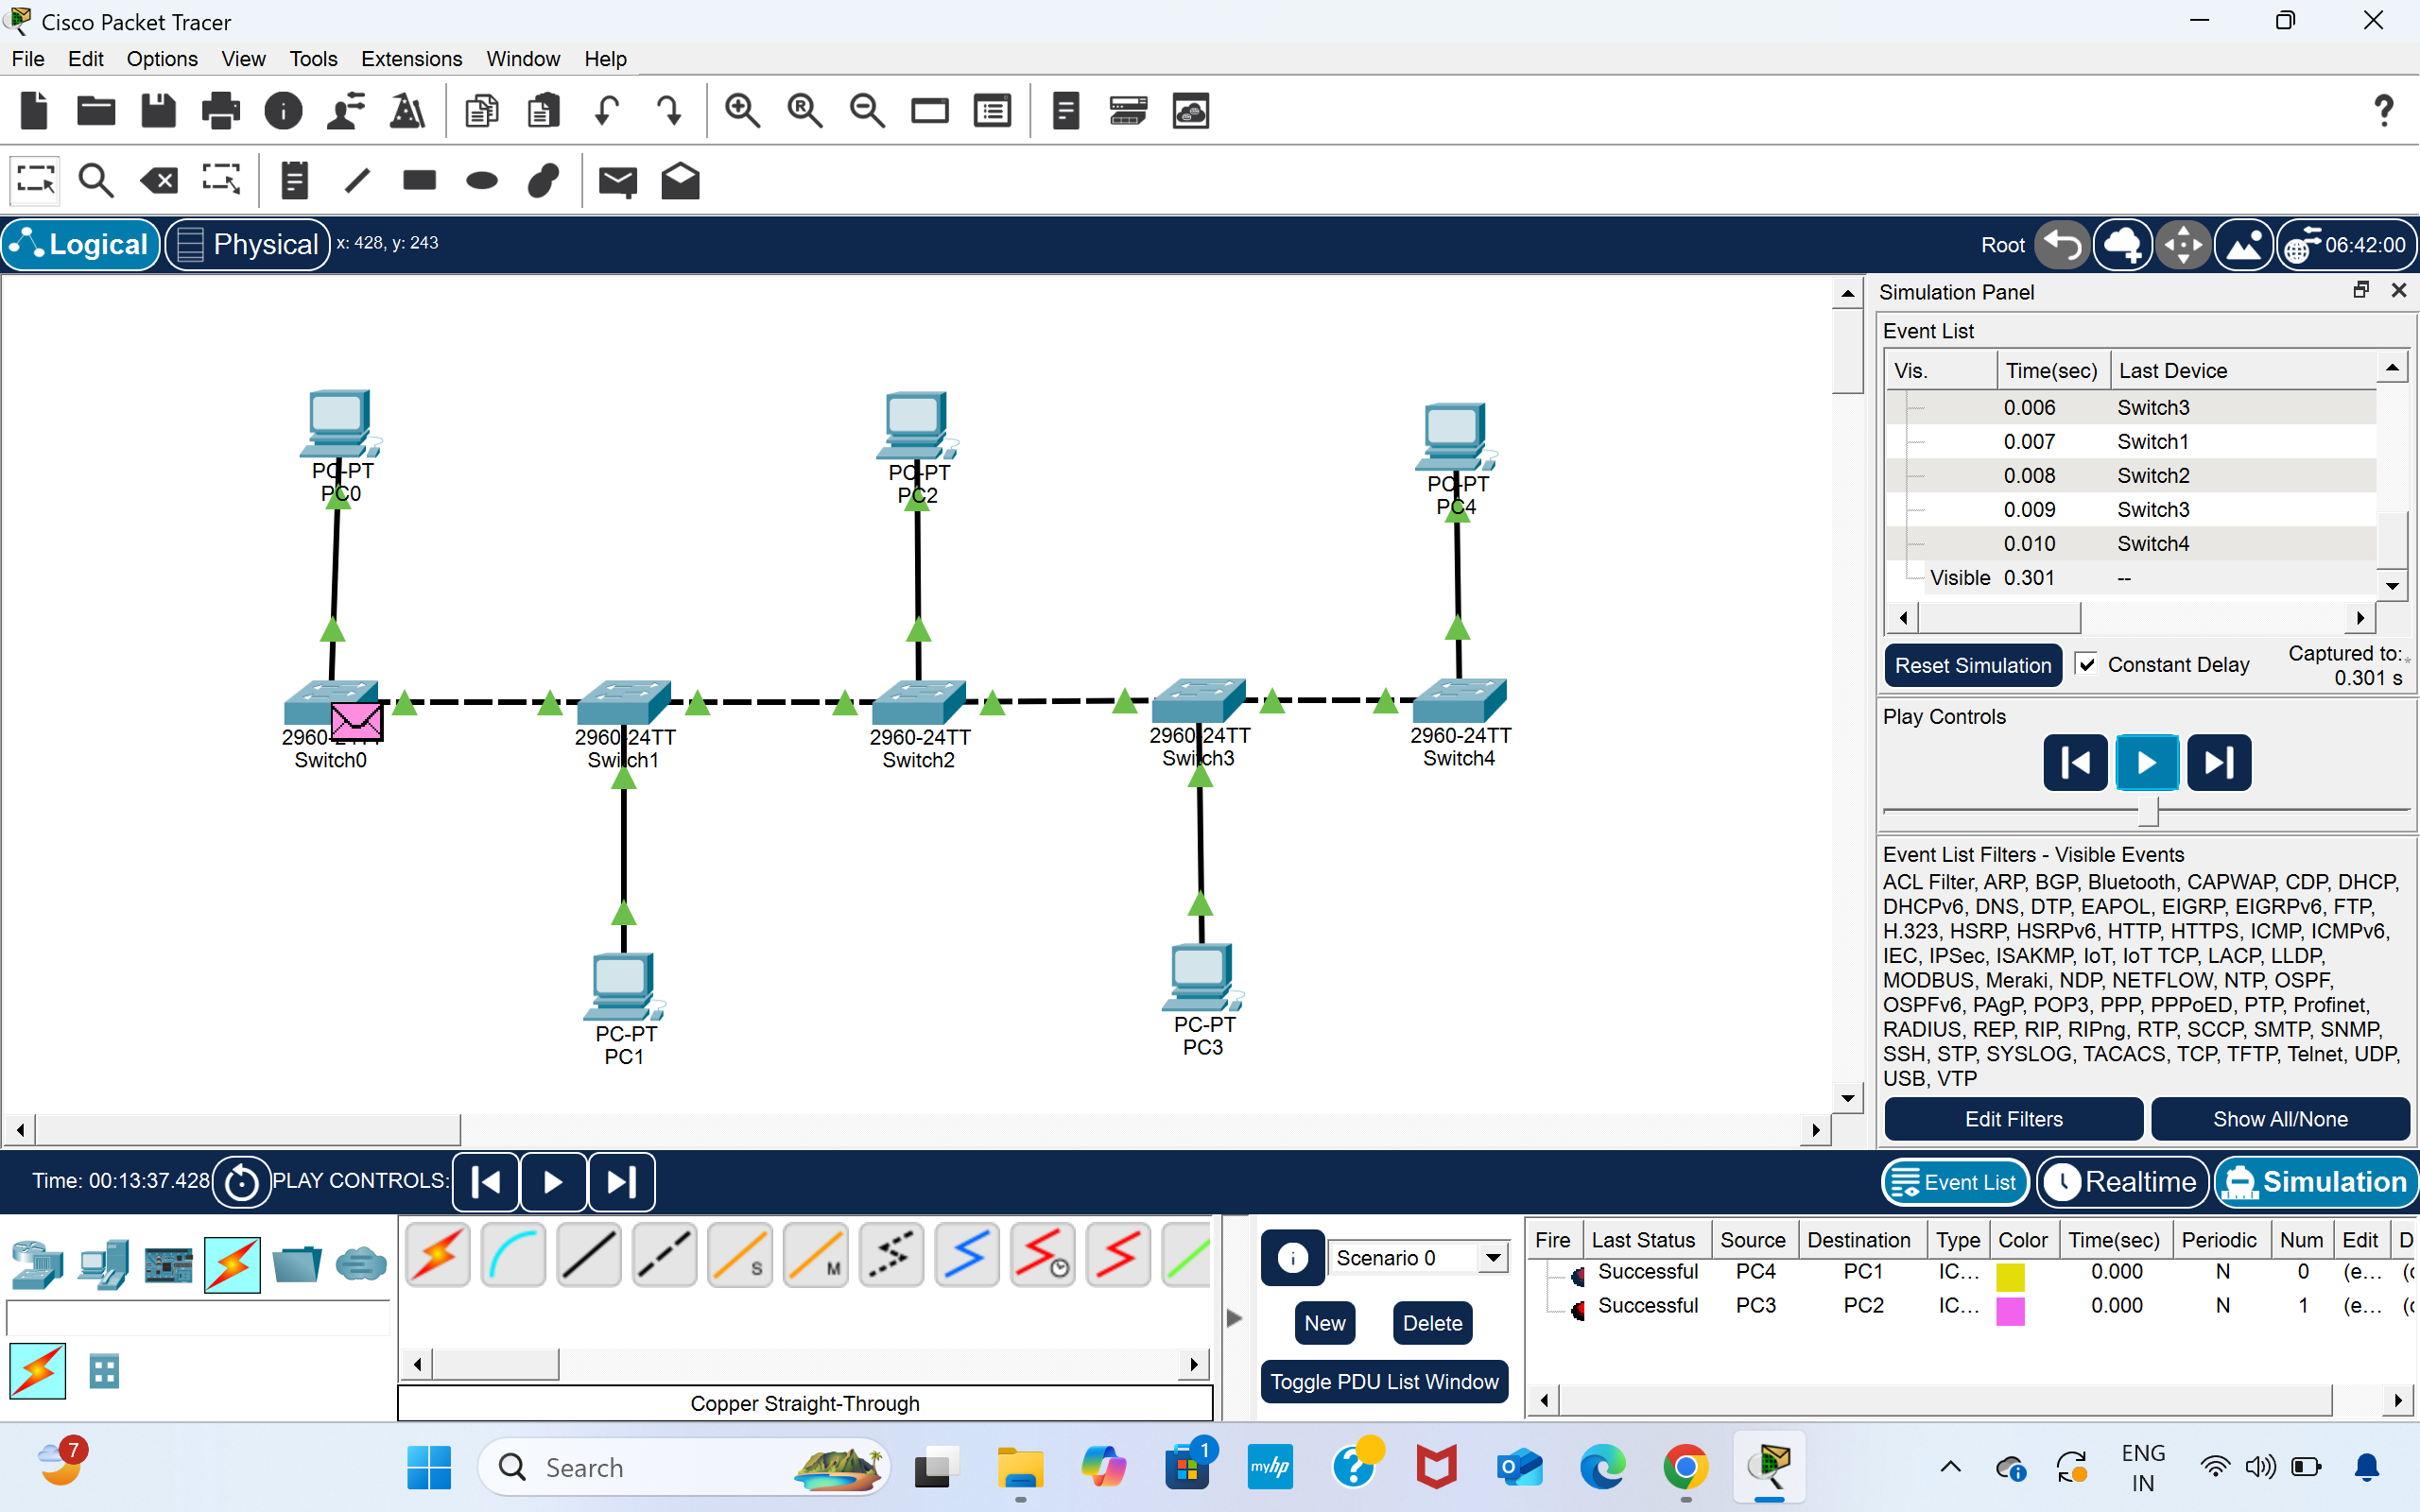 Cisco Packet Tracer
File Edit Options View Tools Extensions Window Help
Logical Physical x: 428, y: 243 Root 06:42:00
Simulation Panel
Event List
Vis. Time(sec) Last Device
0.006 Switch3
0.007 Switch1
0.008 Switch2
0.009 Switch3
0.010 Switch4
Visible 0.301 --
Reset Simulation Constant Delay Captured to:*
0.301 s
Play Controls
Event List Filters - Visible Events
ACL Filter, ARP, BGP, Bluetooth, CAPWAP, CDP, DHCP,
DHCPv6, DNS, DTP, EAPOL, EIGRP, EIGRPv6, FTP,
H.323, HSRP, HSRPv6, HTTP, HTTPS, ICMP, ICMPv6,
IEC, IPSec, ISAKMP, IoT, IoT TCP, LACP, LLDP,
MODBUS, Meraki, NDP, NETFLOW, NTP, OSPF,
OSPFv6, PAgP, POP3, PPP, PPPoED, PTP, Profinet,
RADIUS, REP, RIP, RIPng, RTP, SCCP, SMTP, SNMP,
SSH, STP, SYSLOG, TACACS, TCP, TFTP, Telnet, UDP,
USB, VTP
Edit Filters Show All/None
PC-PT
PC0
PC-PT
PC2
PC-PT
PC4
2960-24TT
Switch0
2960-24TT
Switch1
2960-24TT
Switch2
2960-24TT
Switch3
2960-24TT
Switch4
PC-PT
PC1
PC-PT
PC3
Time: 00:13:37.428 PLAY CONTROLS: Event List Realtime Simulation
S M
Copper Straight-Through
Scenario 0
New Delete
Toggle PDU List Window
Fire Last Status Source Destination Type Color Time(sec) Periodic Num Edit D
Successful PC4 PC1 IC... 0.000 N 0 (e... (
Successful PC3 PC2 IC... 0.000 N 1 (e... (
7 Search 1 myhp ENG
IN